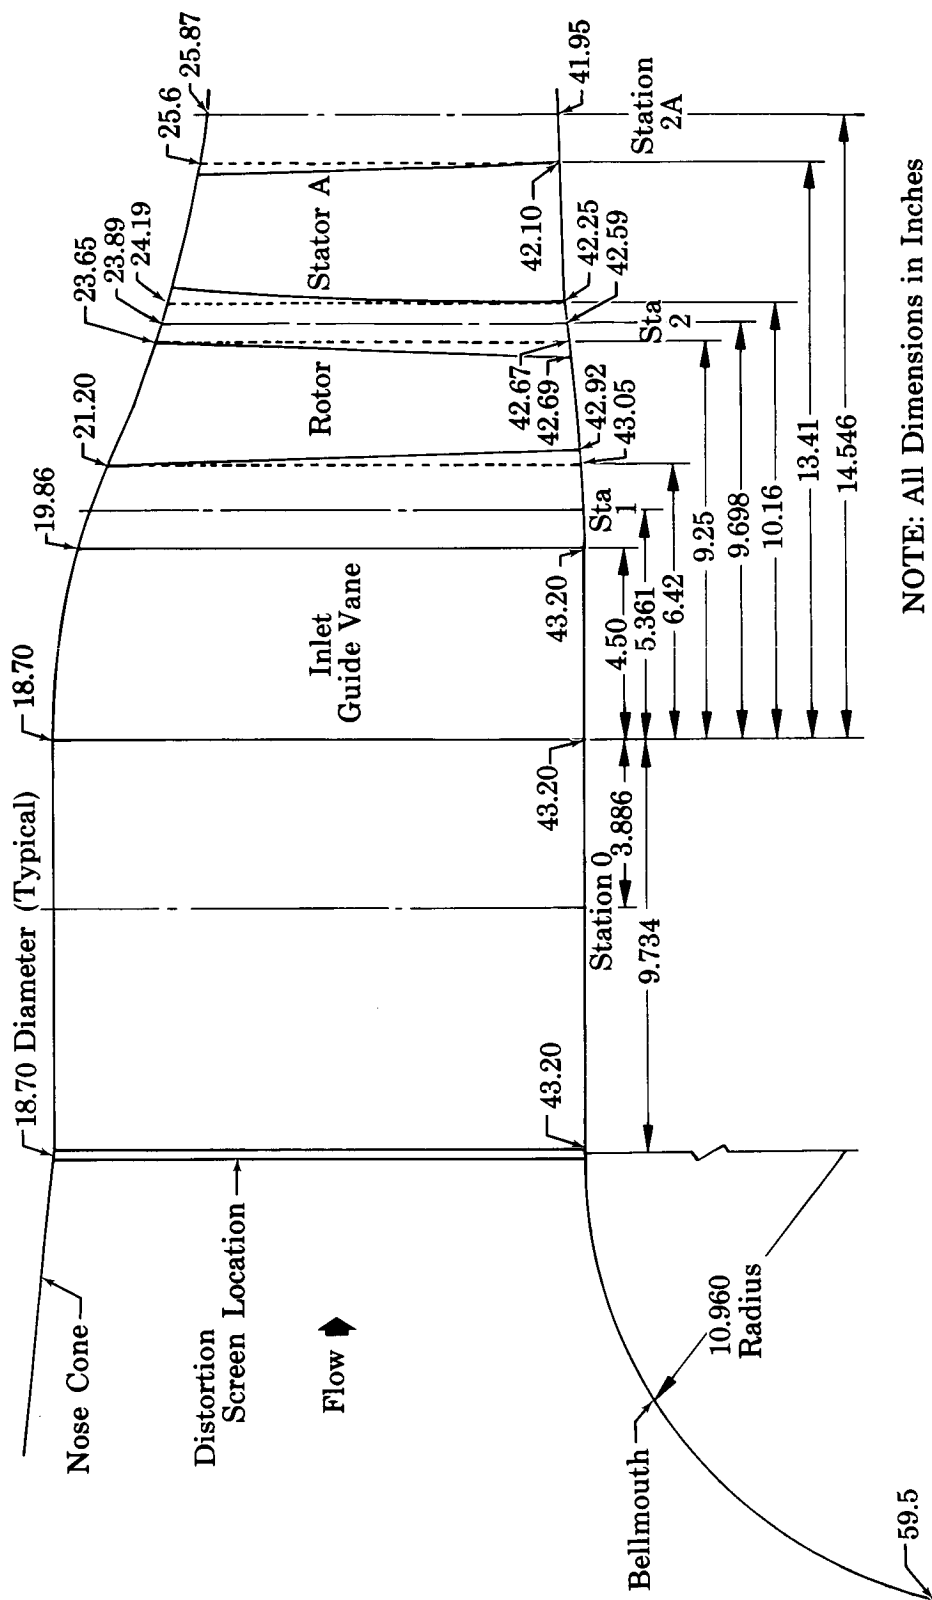 18.70 Diameter (Typical)
18.70
19.86
21.20
23.65
23.89
24.19
25.6
25.87
Nose Cone
Distortion
Screen Location
Flow
Inlet
Guide Vane
Rotor
Stator A
Bellmouth
59.5
10.960
Radius
43.20
43.20
43.20
42.67
42.69
42.92
43.05
42.10
42.25
42.59
41.95
Station 0
Sta
1
Sta
2
Station
2A
3.886
9.734
4.50
5.361
6.42
9.25
9.698
10.16
13.41
14.546
NOTE: All Dimensions in Inches